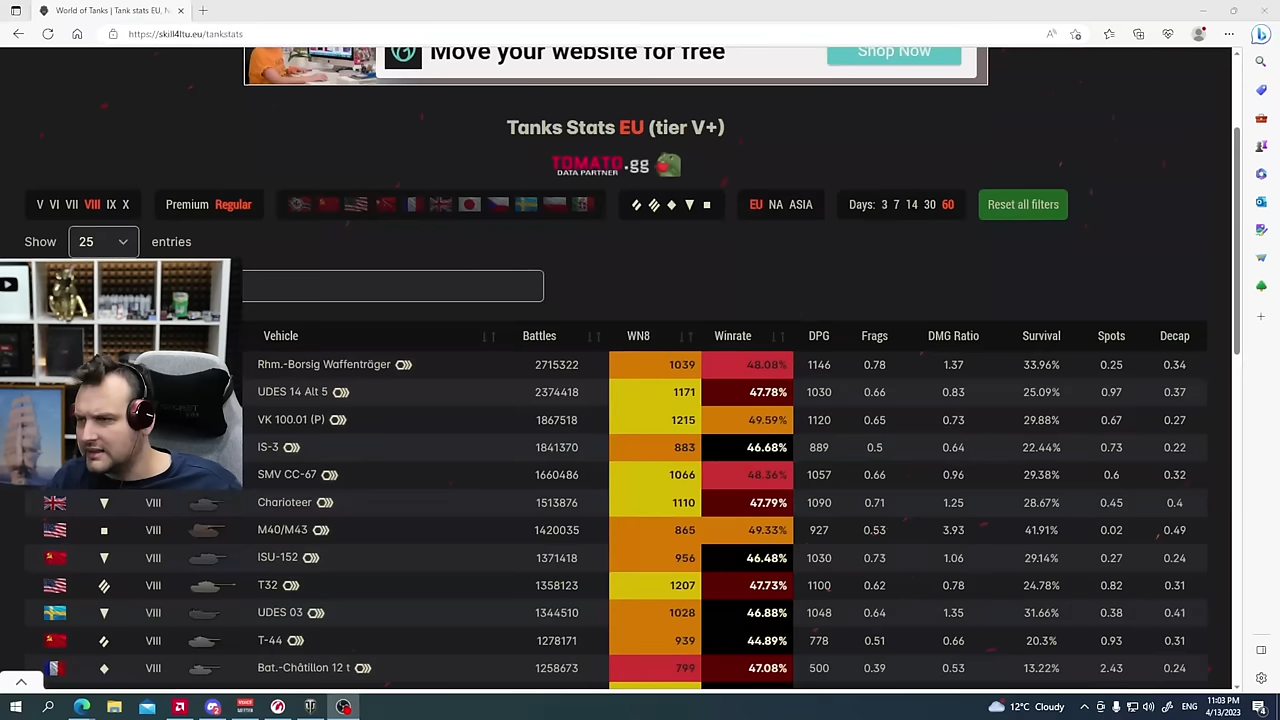 World of Tanks | Tank stats EU, N
https://skill4ltu.eu/tankstats
Move your website for free
Shop Now
Tanks Stats EU (tier V+)
TOMATO.gg
DATA PARTNER
V VI VII VIII IX X
Premium Regular
EU NA ASIA
Days: 3 7 14 30 60
Reset all filters
Show 25 entries
Vehicle Battles WN8 Winrate DPG Frags DMG Ratio Survival Spots Decap
Rhm.-Borsig Waffenträger 2715322 1039 48.08% 1146 0.78 1.37 33.96% 0.25 0.34
UDES 14 Alt 5 2374418 1171 47.78% 1030 0.66 0.83 25.09% 0.97 0.37
VK 100.01 (P) 1867518 1215 49.59% 1120 0.65 0.73 29.88% 0.67 0.27
IS-3 1841370 883 46.68% 889 0.5 0.64 22.44% 0.73 0.22
SMV CC-67 1660486 1066 48.36% 1057 0.66 0.96 29.38% 0.6 0.32
VIII Charioteer 1513876 1110 47.79% 1090 0.71 1.25 28.67% 0.45 0.4
VIII M40/M43 1420035 865 49.33% 927 0.53 3.93 41.91% 0.02 0.49
VIII ISU-152 1371418 956 46.48% 1030 0.73 1.06 29.14% 0.27 0.24
VIII T32 1358123 1207 47.73% 1100 0.62 0.78 24.78% 0.82 0.31
VIII UDES 03 1344510 1028 46.88% 1048 0.64 1.35 31.66% 0.38 0.41
VIII T-44 1278171 939 44.89% 778 0.51 0.66 20.3% 0.93 0.31
VIII Bat.-Châtillon 12 t 1258673 799 47.08% 500 0.39 0.53 13.22% 2.43 0.24
12°C Cloudy
ENG
11:03 PM
4/13/2023